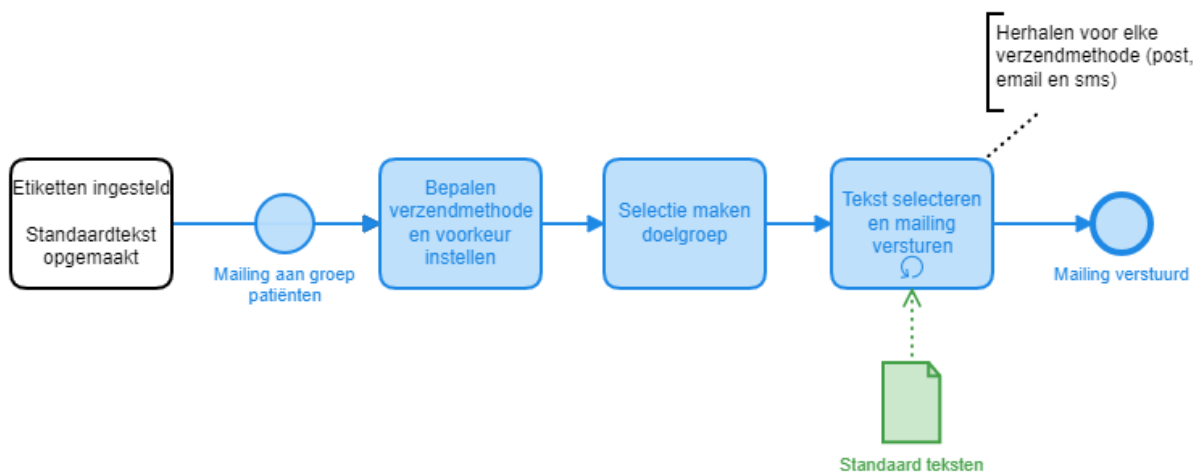 Herhalen voor elke
verzendmethode (post,
email en sms)
Etiketten ingesteld
Standaardtekst
opgemaakt
Mailing aan groep
patiënten
Bepalen
verzendmethode
en voorkeur
instellen
Selectie maken
doelgroep
Tekst selecteren
en mailing
versturen
Mailing verstuurd
Standaard teksten